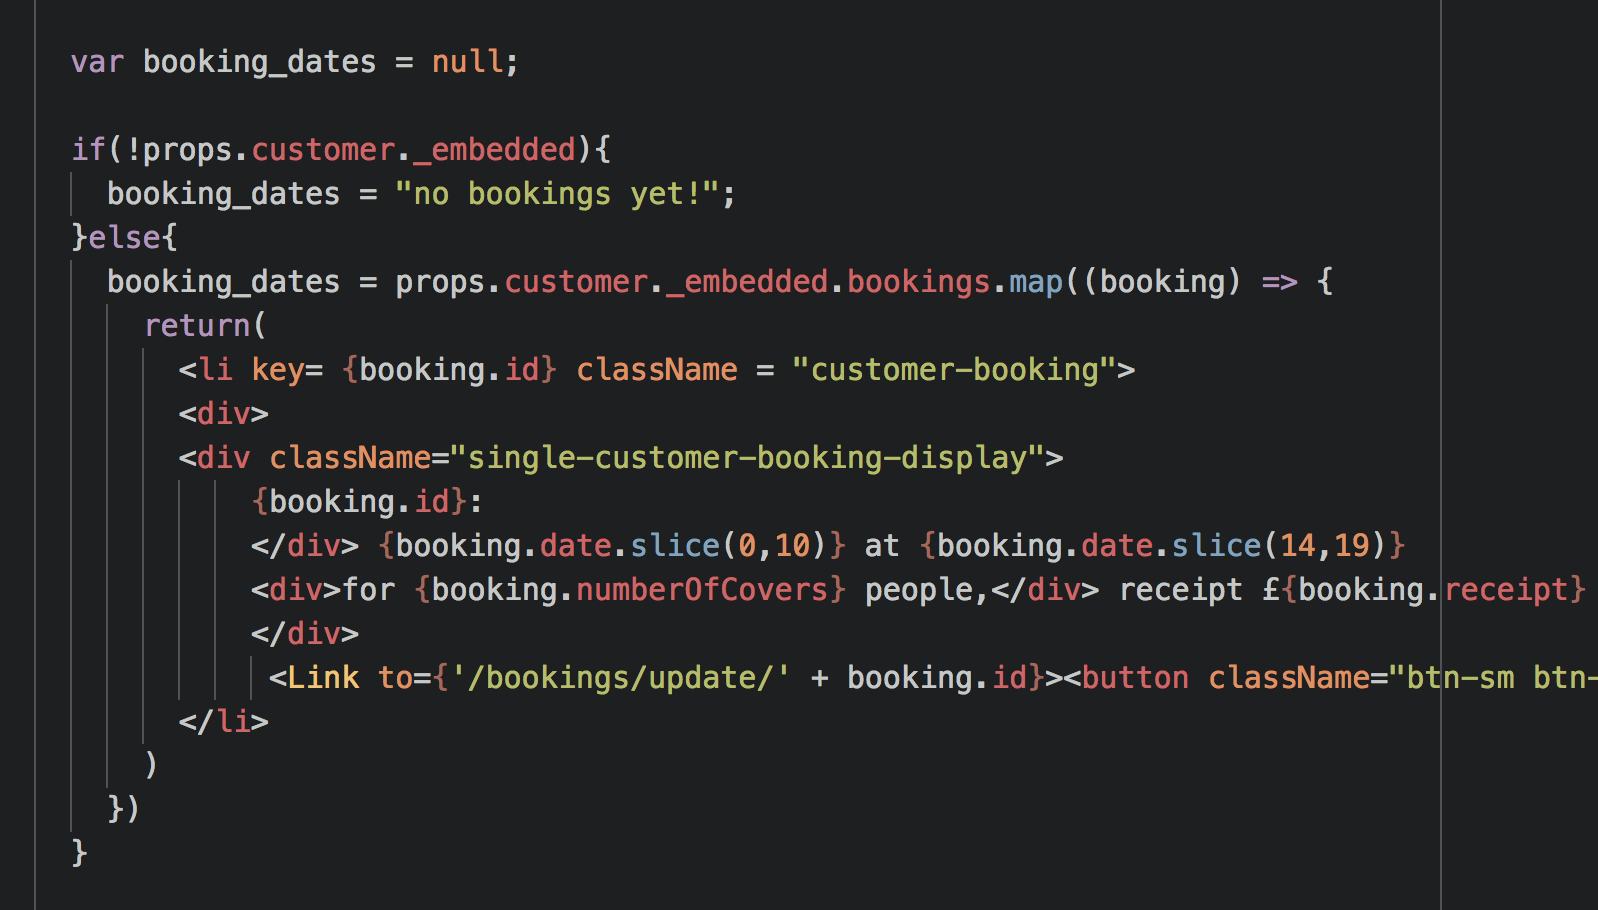 var booking_dates = null;
if(!props.customer._embedded){
booking_dates = "no bookings yet!";
}else{
booking_dates = props.customer._embedded.bookings.map((booking) => {
return(
<li key= {booking.id} className = "customer-booking">
<div>
<div className="single-customer-booking-display">
{booking.id}:
</div> {booking.date.slice(0,10)} at {booking.date.slice(14,19)}
<div>for {booking.numberOfCovers} people,</div> receipt £{booking.receipt}
</div>
<Link to={'/bookings/update/' + booking.id}><button className="btn-sm btn-
</li>
)
})
}